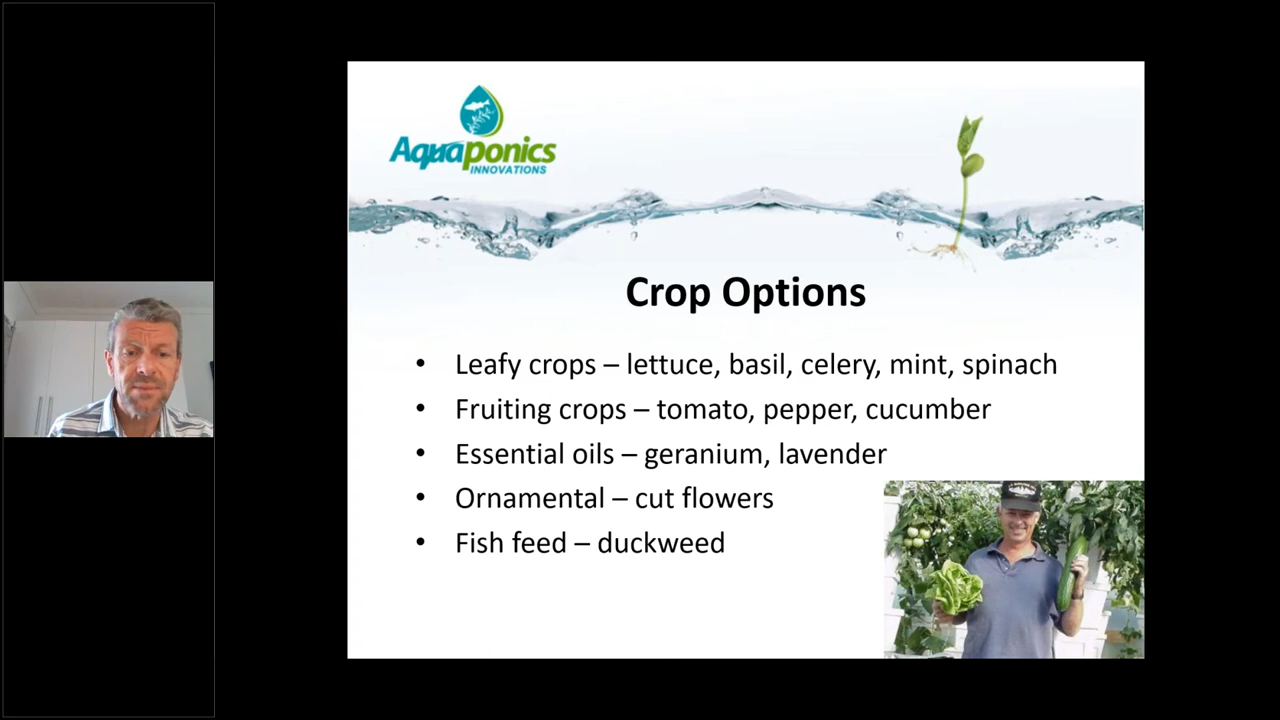 Aquaponics
INNOVATIONS
Crop Options
• Leafy crops – lettuce, basil, celery, mint, spinach
• Fruiting crops – tomato, pepper, cucumber
• Essential oils – geranium, lavender
• Ornamental – cut flowers
• Fish feed – duckweed